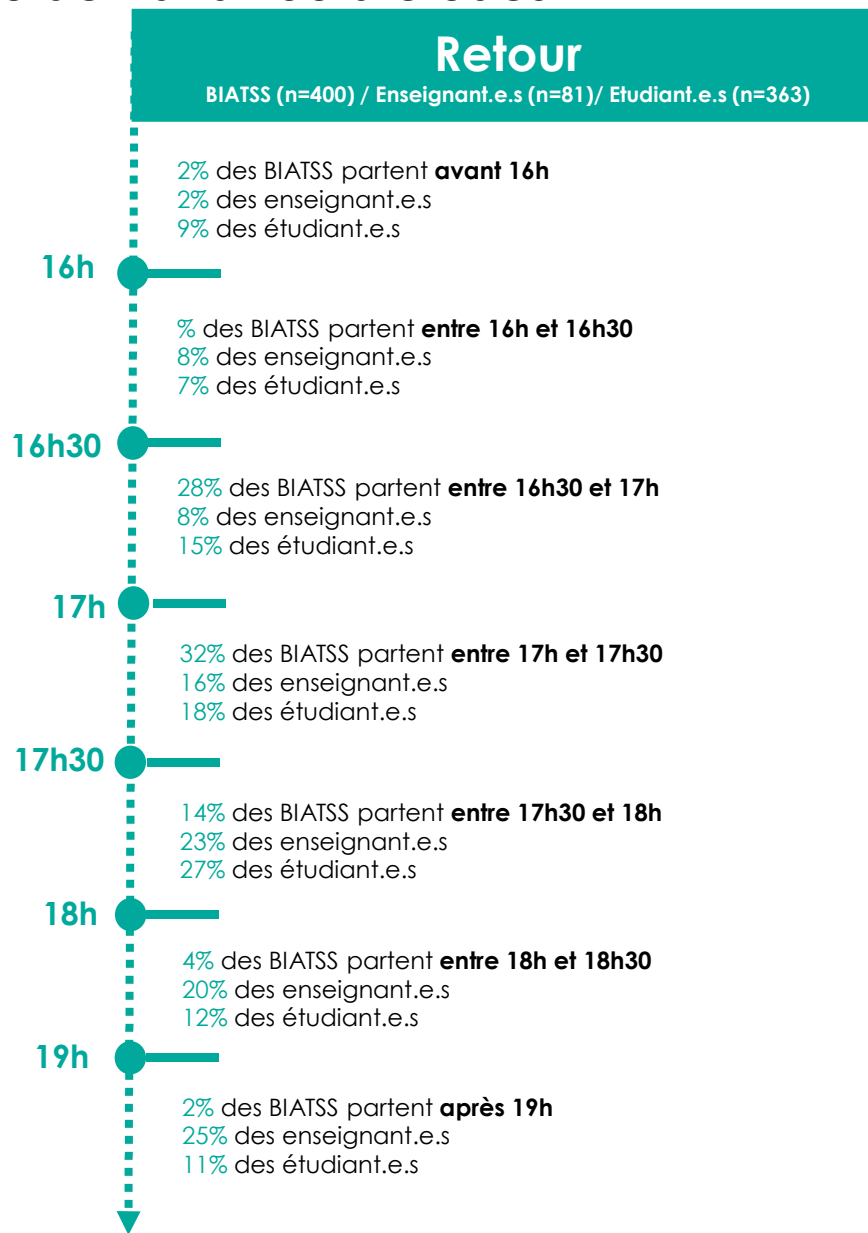 Retour
BIATSS (n=400) / Enseignant.e.s (n=81)/ Etudiant.e.s (n=363)
2% des BIATSS partent avant 16h
2% des enseignant.e.s
9% des étudiant.e.s
16h
% des BIATSS partent entre 16h et 16h30
8% des enseignant.e.s
7% des étudiant.e.s
16h30
28% des BIATSS partent entre 16h30 et 17h
8% des enseignant.e.s
15% des étudiant.e.s
17h
32% des BIATSS partent entre 17h et 17h30
16% des enseignant.e.s
18% des étudiant.e.s
17h30
14% des BIATSS partent entre 17h30 et 18h
23% des enseignant.e.s
27% des étudiant.e.s
18h
4% des BIATSS partent entre 18h et 18h30
20% des enseignant.e.s
12% des étudiant.e.s
19h
2% des BIATSS partent après 19h
25% des enseignant.e.s
11% des étudiant.e.s